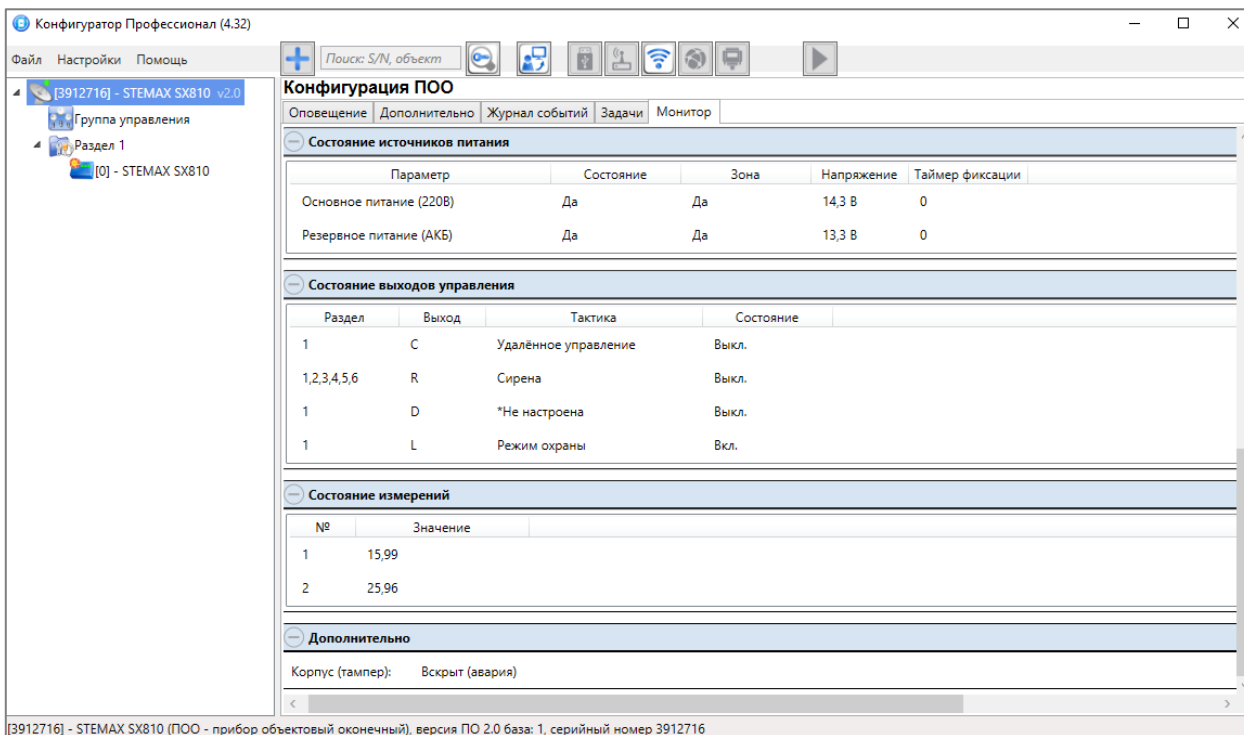 Конфигуратор Профессионал (4.32)
Файл Настройки Помощь
Поиск: S/N, объект
[3912716] - STEMAX SX810 v2.0
Группа управления
Раздел 1
[0] - STEMAX SX810
Конфигурация ПОО
Оповещение Дополнительно Журнал событий Задачи Монитор
Состояние источников питания
Параметр Состояние Зона Напряжение Таймер фиксации
Основное питание (220В) Да Да 14,3 В 0
Резервное питание (АКБ) Да Да 13,3 В 0
Состояние выходов управления
Раздел Выход Тактика Состояние
1 C Удалённое управление Выкл.
1,2,3,4,5,6 R Сирена Выкл.
1 D *Не настроена Выкл.
1 L Режим охраны Вкл.
Состояние измерений
№ Значение
1 15,99
2 25,96
Дополнительно
Корпус (тампер): Вскрыт (авария)
[3912716] - STEMAX SX810 (ПОО - прибор объектовый оконечный), версия ПО 2.0 база: 1, серийный номер 3912716